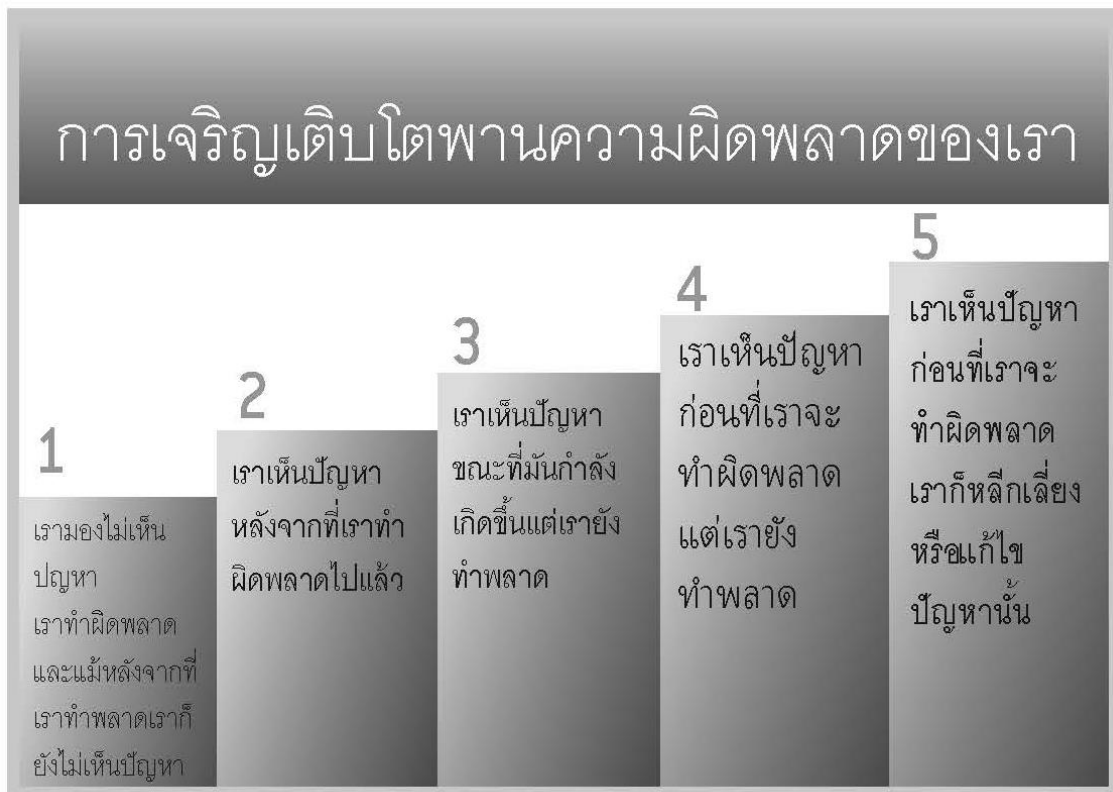 การเจริญเติบโตพานความผิดพลาดของเรา
1
เรามองไม่เห็น
ปญหา
เราทำผิดพลาด
และแม้หลังจากที่
เราทำพลาดเราก็
ยังไม่เห็นปัญหา
2
เราเห็นปัญหา
หลังจากที่เราทำ
ผิดพลาดไปแล้ว
3
เราเห็นปัญหา
ขณะที่มันกำลัง
เกิดขึ้นแต่เรายัง
ทำพลาด
4
เราเห็นปัญหา
ก่อนที่เราจะ
ทำผิดพลาด
แต่เรายัง
ทำพลาด
5
เราเห็นปัญหา
ก่อนที่เราจะ
ทำผิดพลาด
เราก็หลีกเลี่ยง
หรือแก้ไข
ปัญหานั้น